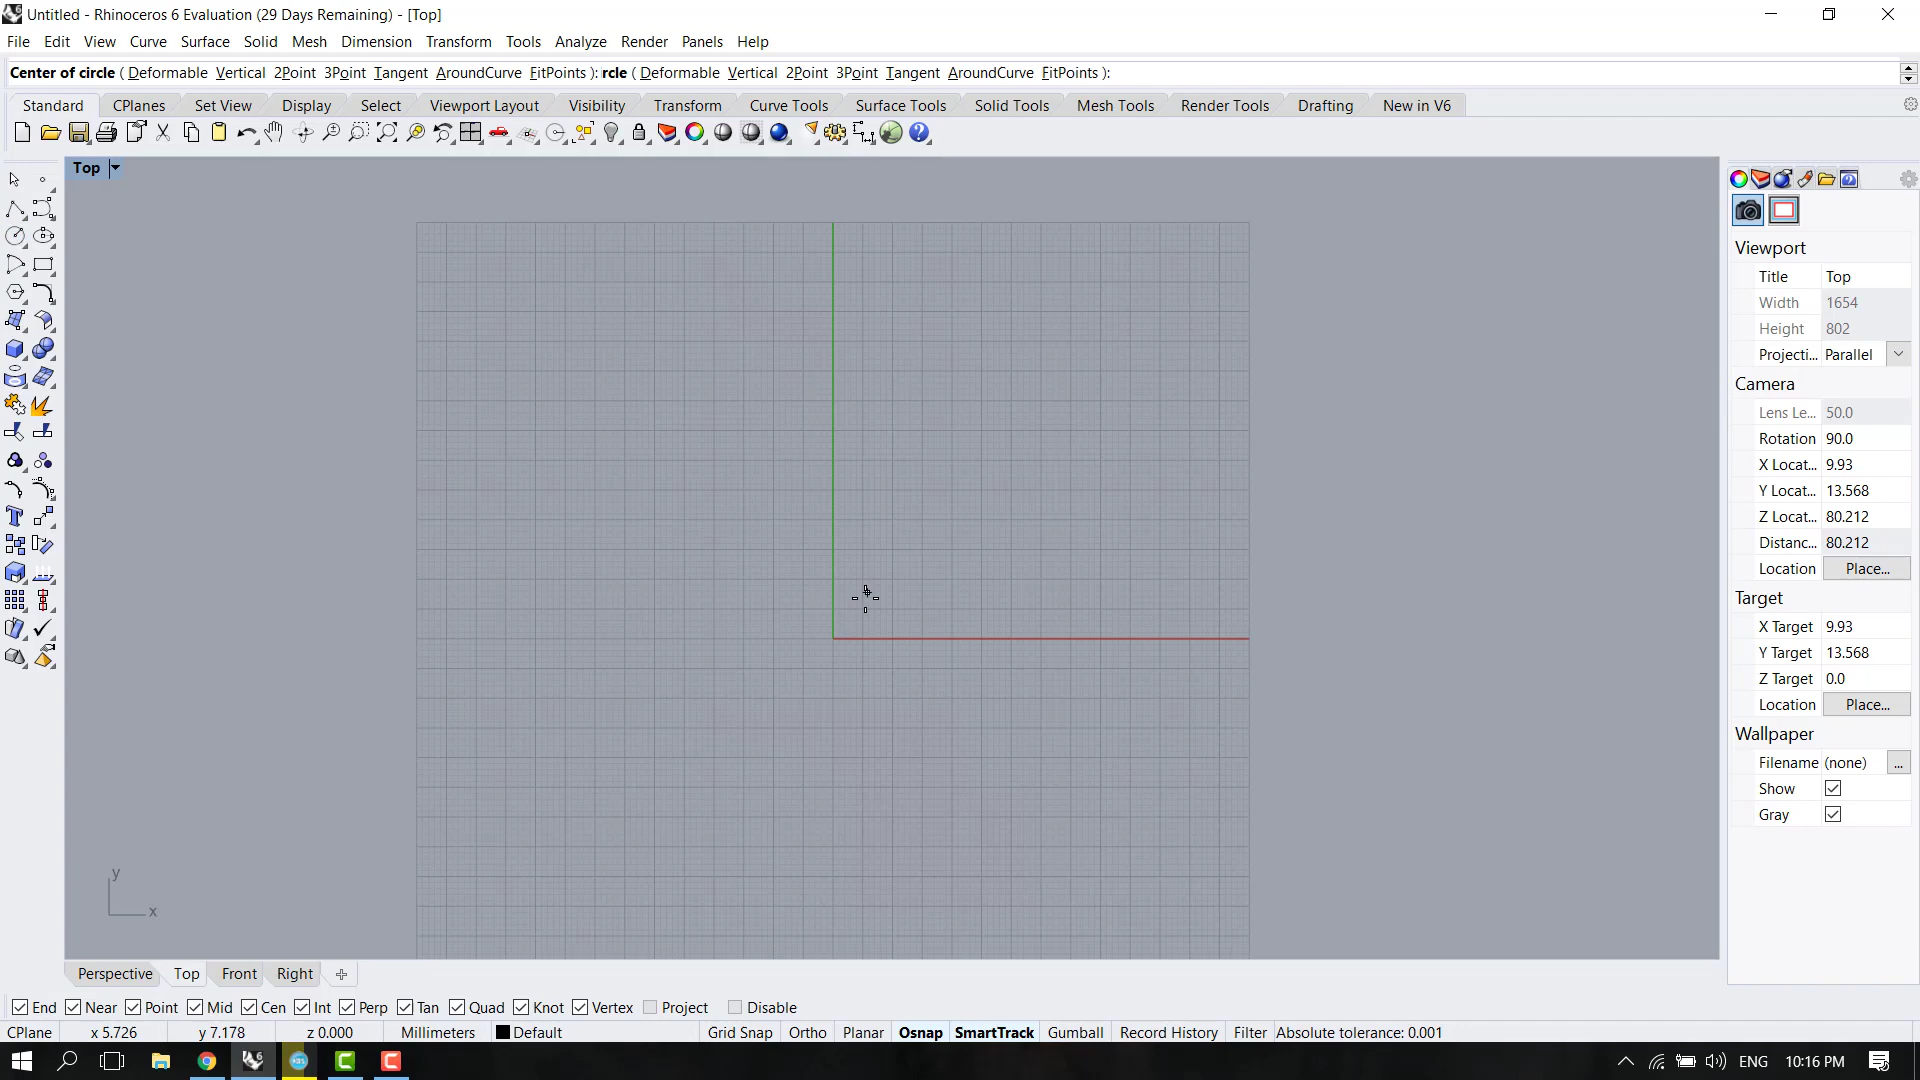 Untitled - Rhinoceros 6 Evaluation (29 Days Remaining) - [Top]
File Edit View Curve Surface Solid Mesh Dimension Transform Tools Analyze Render Panels Help
Center of circle ( Deformable Vertical 2Point 3Point Tangent AroundCurve FitPoints ): rcle ( Deformable Vertical 2Point 3Point Tangent AroundCurve FitPoints ):
Standard CPlanes Set View Display Select Viewport Layout Visibility Transform Curve Tools Surface Tools Solid Tools Mesh Tools Render Tools Drafting New in V6
Top
Viewport
Title Top
Width 1654
Height 802
Projecti... Parallel
Camera
Lens Le... 50.0
Rotation 90.0
X Locat... 9.93
Y Locat... 13.568
Z Locat... 80.212
Distanc... 80.212
Location Place...
Target
X Target 9.93
Y Target 13.568
Z Target 0.0
Location Place...
Wallpaper
Filename (none) ...
Show
Gray
y
x
Perspective Top Front Right
End Near Point Mid Cen Int Perp Tan Quad Knot Vertex Project Disable
CPlane x 5.726 y 7.178 z 0.000 Millimeters Default Grid Snap Ortho Planar Osnap SmartTrack Gumball Record History Filter Absolute tolerance: 0.001
ENG 10:16 PM